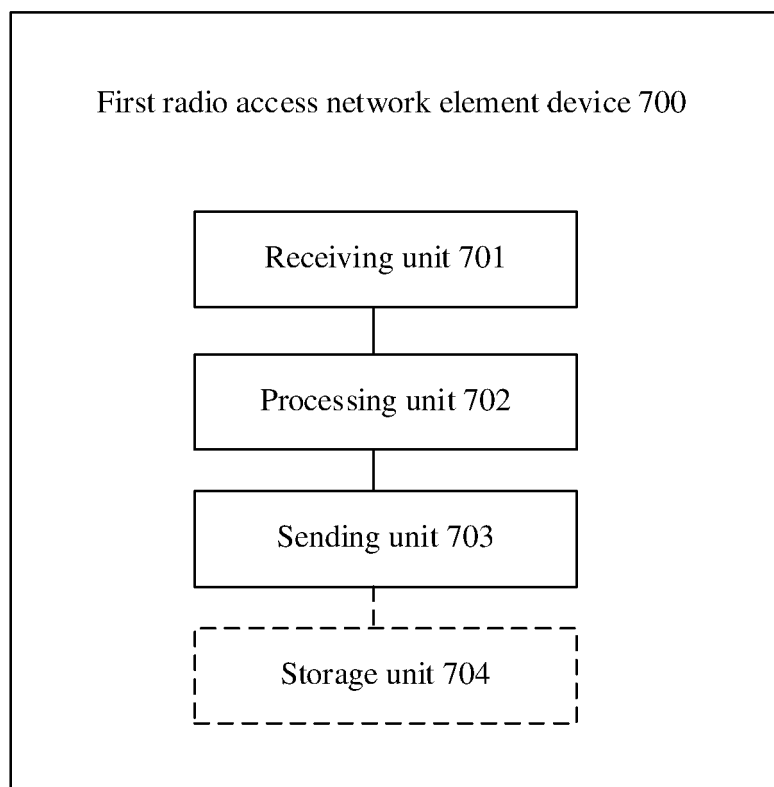 First radio access network element device 700
Receiving unit 701
Processing unit 702
Sending unit 703
Storage unit 704